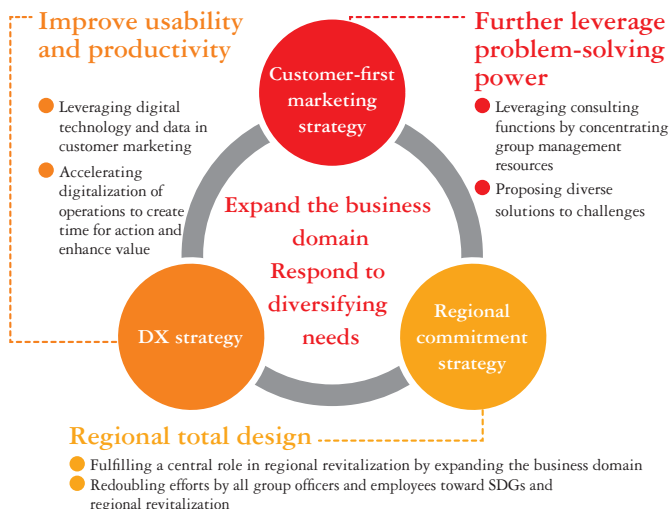 Improve usability
and productivity
Leveraging digital
technology and data in
customer marketing
Accelerating
digitalization of
operations to create
time for action and
enhance value
Customer-first
marketing
strategy
Further leverage
problem-solving
power
Leveraging consulting
functions by concentrating
group management
resources
Proposing diverse
solutions to challenges
Expand the business
domain
Respond to
diversifying
needs
DX strategy
Regional
commitment
strategy
Regional total design
Fulfilling a central role in regional revitalization by expanding the business domain
Redoubling efforts by all group officers and employees toward SDGs and
regional revitalization